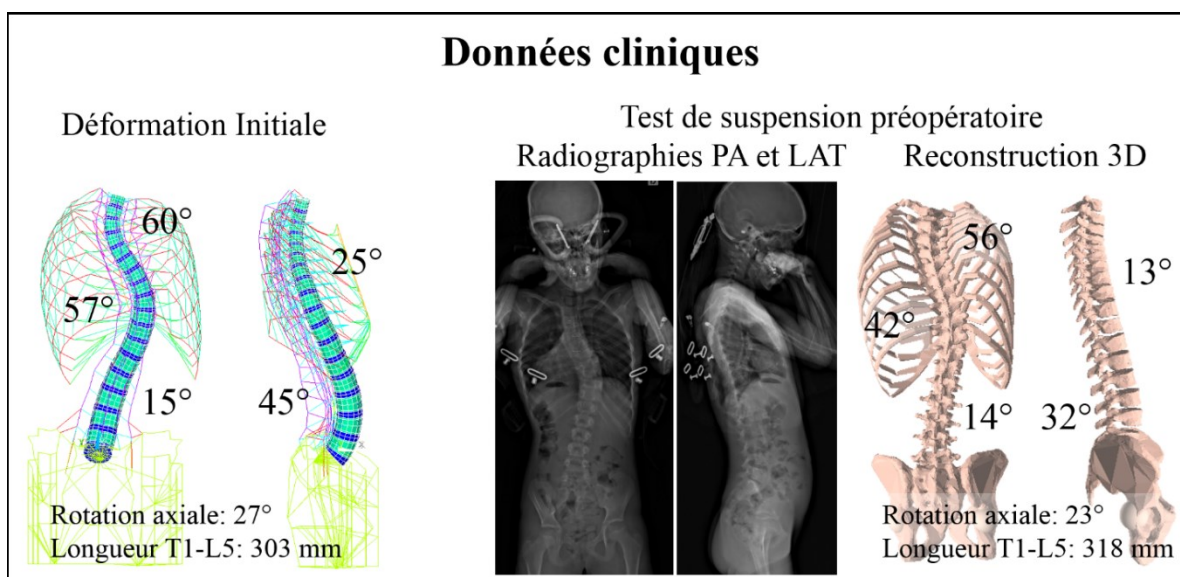 Données cliniques
Déformation Initiale
Test de suspension préopératoire
Radiographies PA et LAT
Reconstruction 3D
60°
57°
15°
25°
45°
Rotation axiale: 27°
Longueur T1-L5: 303 mm
56°
42°
14°
13°
32°
Rotation axiale: 23°
Longueur T1-L5: 318 mm